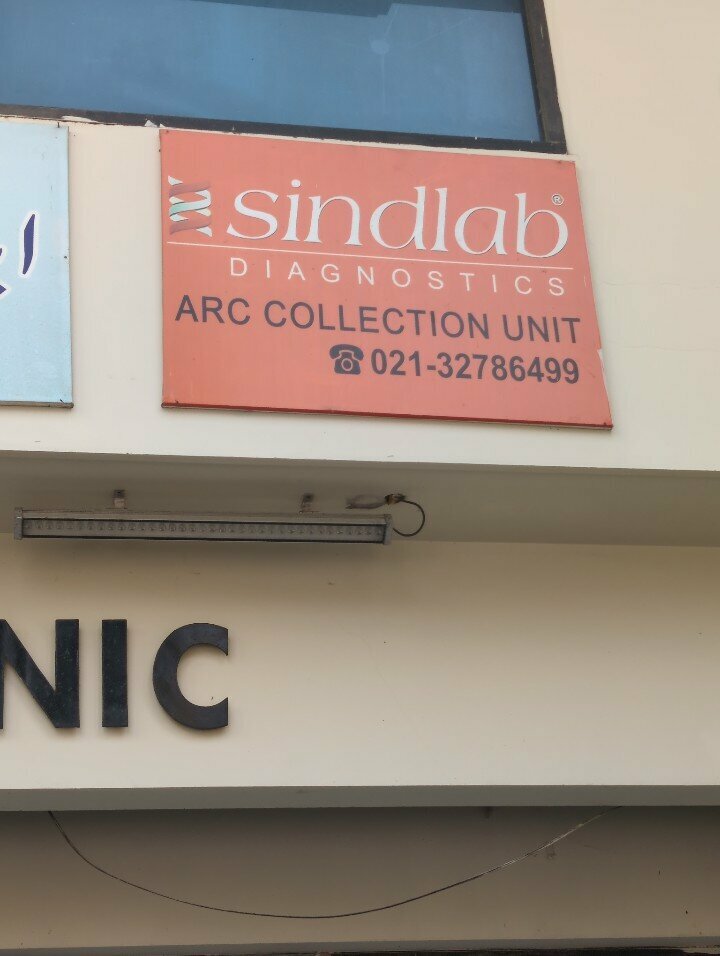 sindlab®
DIAGNOSTICS
ARC COLLECTION UNIT
☎ 021-32786499
NIC